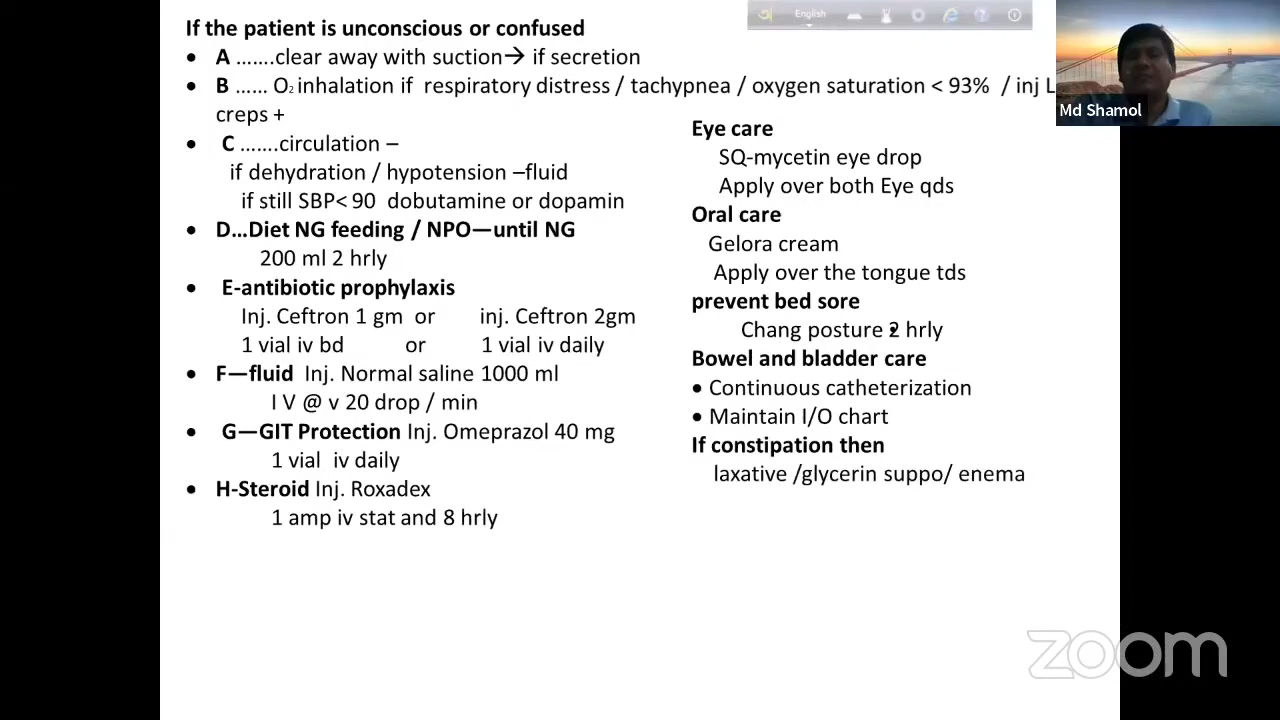 If the patient is unconscious or confused
• A …….clear away with suction→ if secretion
• B …… O2 inhalation if respiratory distress / tachypnea / oxygen saturation < 93% / inj L
creps +
• C …….circulation –
if dehydration / hypotension –fluid
if still SBP< 90 dobutamine or dopamin
• D…Diet NG feeding / NPO—until NG
200 ml 2 hrly
• E-antibiotic prophylaxis
Inj. Ceftron 1 gm or inj. Ceftron 2gm
1 vial iv bd or 1 vial iv daily
• F—fluid Inj. Normal saline 1000 ml
I V @ v 20 drop / min
• G—GIT Protection Inj. Omeprazol 40 mg
1 vial iv daily
• H-Steroid Inj. Roxadex
1 amp iv stat and 8 hrly
Eye care
SQ-mycetin eye drop
Apply over both Eye qds
Oral care
Gelora cream
Apply over the tongue tds
prevent bed sore
Chang posture 2 hrly
Bowel and bladder care
• Continuous catheterization
• Maintain I/O chart
If constipation then
laxative /glycerin suppo/ enema
English
Md Shamol
zoom